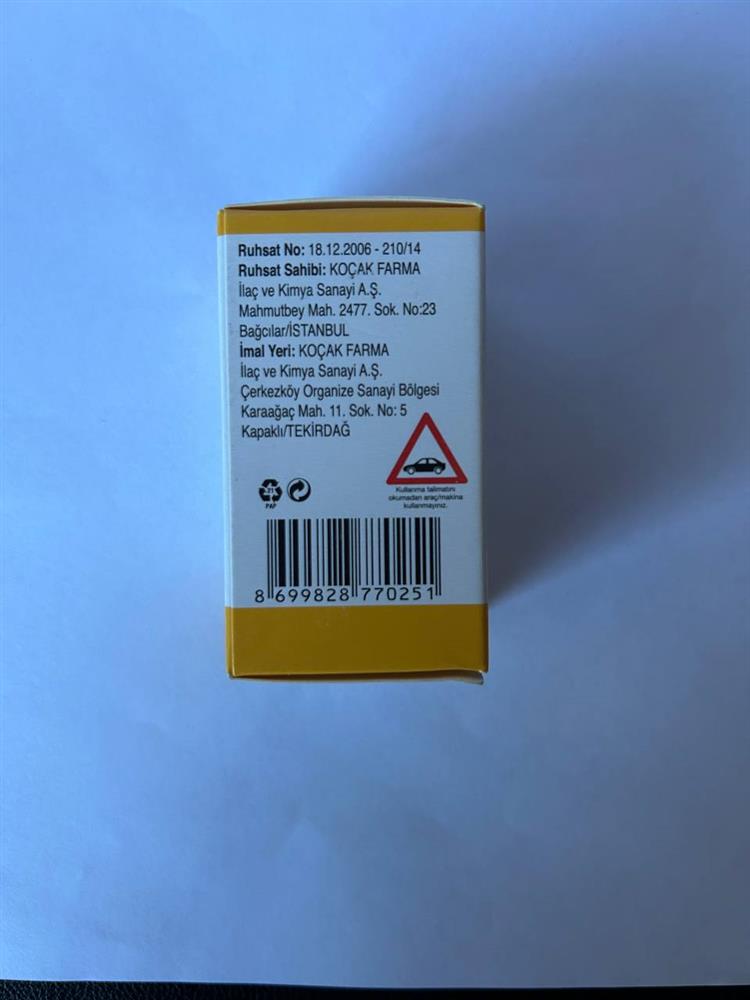 Ruhsat No: 18.12.2006 - 210/14
Ruhsat Sahibi: KOÇAK FARMA
İlaç ve Kimya Sanayi A.Ş.
Mahmutbey Mah. 2477. Sok. No:23
Bağcılar/İSTANBUL
İmal Yeri: KOÇAK FARMA
İlaç ve Kimya Sanayi A.Ş.
Çerkezköy Organize Sanayi Bölgesi
Karaağaç Mah. 11. Sok. No: 5
Kapaklı/TEKİRDAĞ
Kullanma talimatını
okumadan araç/makina
kullanmayınız.
21
PAP
8 699828 770251